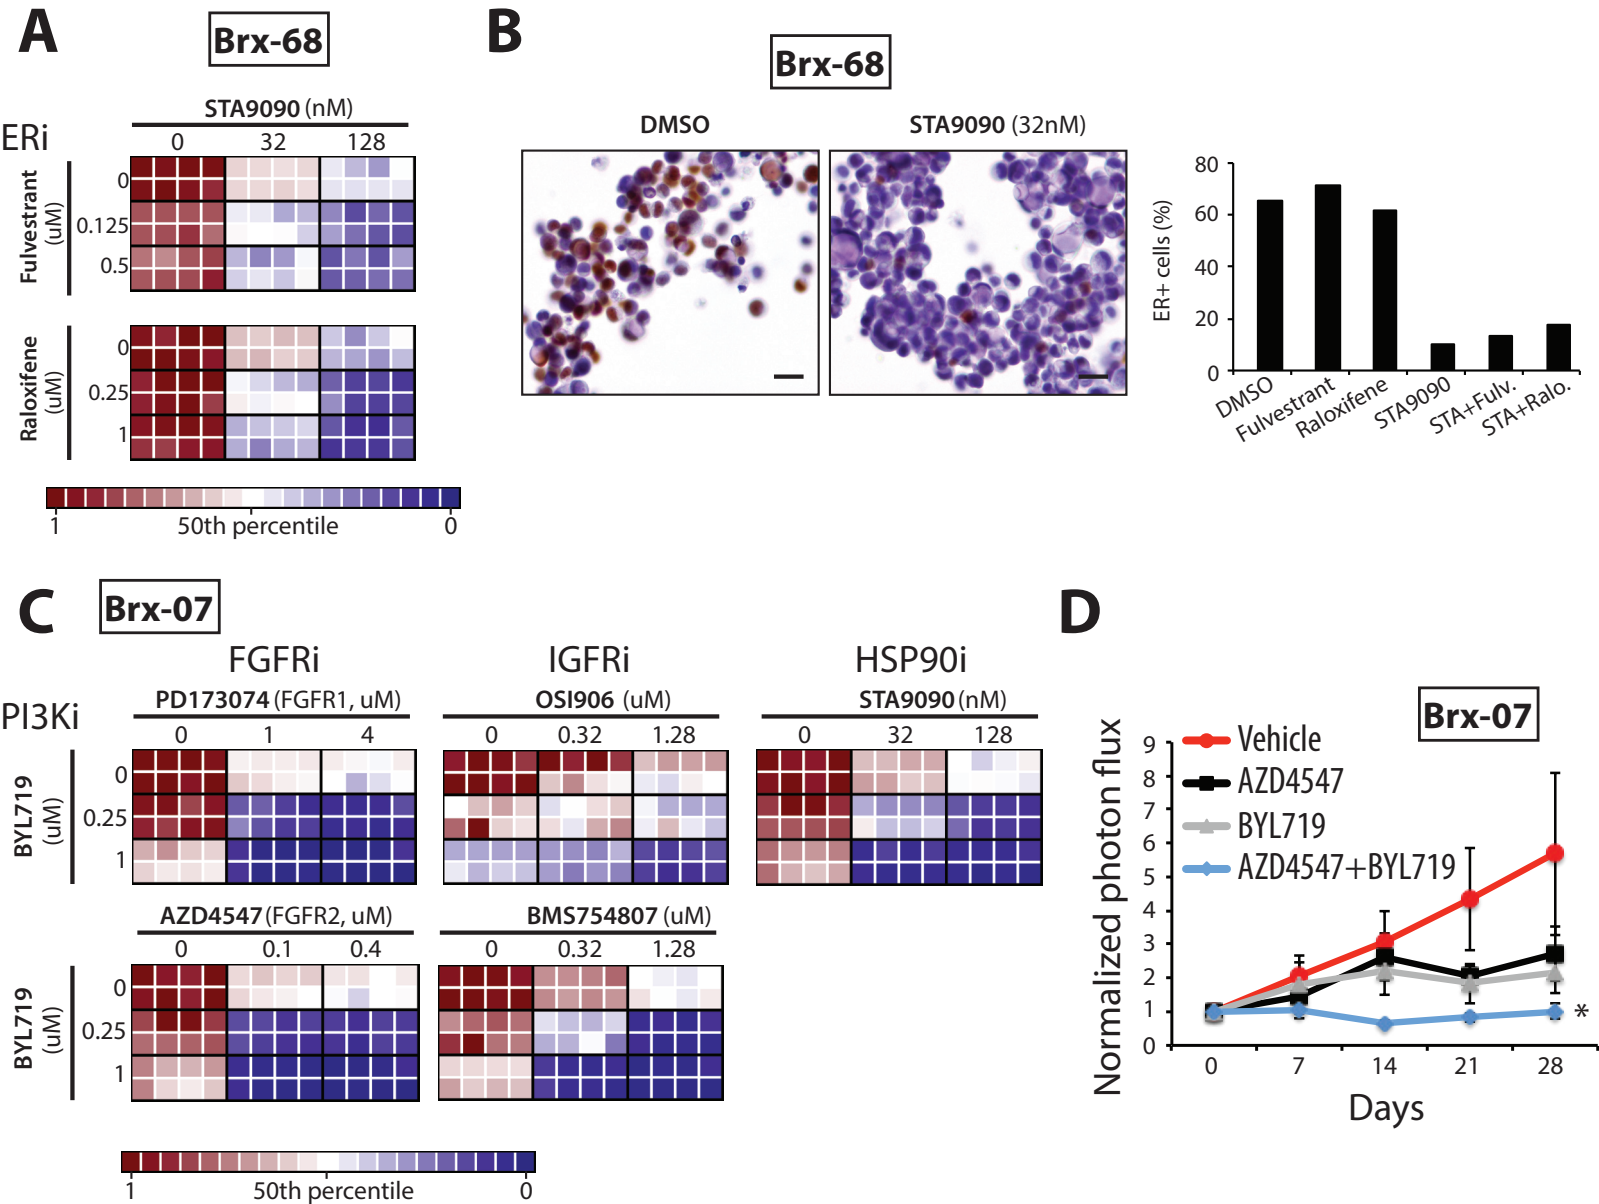 A
Brx-68
STA9090 (nM)
ERi
0 32 128
Fulvestrant
(uM)
0
0.125
0.5
Raloxifene
(uM)
0
0.25
1
1 50th percentile 0
B
Brx-68
DMSO
STA9090 (32nM)
ER+ cells (%)
80
60
40
20
0
DMSO
Fulvestrant
Raloxifene
STA9090
STA+Fulv.
STA+Ralo.
C
Brx-07
FGFRi
IGFRi
HSP90i
PI3Ki
PD173074 (FGFR1, uM)
0 1 4
OSI906 (uM)
0 0.32 1.28
STA9090 (nM)
0 32 128
BYL719
(uM)
0
0.25
1
AZD4547 (FGFR2, uM)
0 0.1 0.4
BMS754807 (uM)
0 0.32 1.28
BYL719
(uM)
0
0.25
1
1 50th percentile 0
D
Brx-07
Normalized photon flux
9
8
7
6
5
4
3
2
1
0
Vehicle
AZD4547
BYL719
AZD4547+BYL719
*
0 7 14 21 28
Days